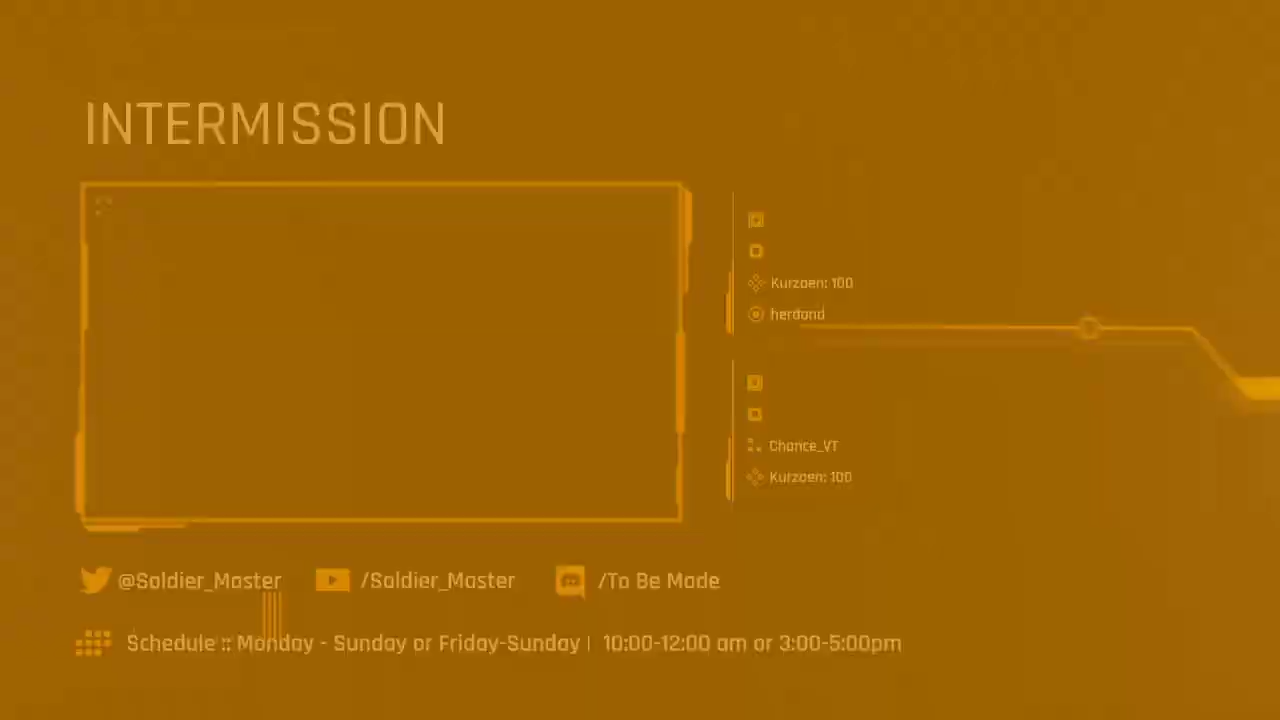 INTERMISSION
Kurzoen: 100
herdond
Chance_VT
Kurzoen: 100
@Soldier_Master /Soldier_Master /To Be Made
Schedule :: Monday - Sunday or Friday-Sunday | 10:00-12:00 am or 3:00-5:00pm